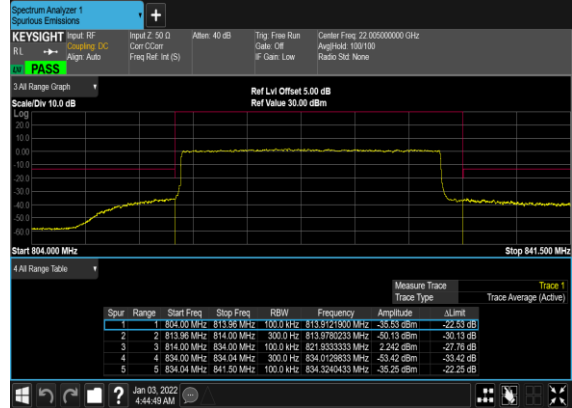 Spectrum Analyzer 1
Spurious Emissions
KEYSIGHT
RL
Input: RF
Coupling: DC
Align: Auto
Input Z: 50 Ω
Corr CCorr
Freq Ref: Int (S)
Atten: 40 dB
Trig: Free Run
Gate: Off
IF Gain: Low
Center Freq: 22.005000000 GHz
Avg|Hold: 100/100
Radio Std: None
PASS
3 All Range Graph
Scale/Div 10.0 dB
Ref Lvl Offset 5.00 dB
Ref Value 30.00 dBm
Log
20.0
10.0
0.00
-10.0
-20.0
-30.0
-40.0
-50.0
-60.0
Start 804.000 MHz
Stop 841.500 MHz
4 All Range Table
Measure Trace Trace 1
Trace Type Trace Average (Active)
Spur Range Start Freq Stop Freq RBW Frequency Amplitude ΔLimit
1 1 804.00 MHz 813.96 MHz 100.0 kHz 813.9121900 MHz -35.53 dBm -22.53 dB
2 2 813.96 MHz 814.00 MHz 300.0 Hz 813.9780233 MHz -50.13 dBm -30.13 dB
3 3 814.00 MHz 834.00 MHz 100.0 kHz 821.9333333 MHz 2.242 dBm -27.76 dB
4 4 834.00 MHz 834.04 MHz 300.0 Hz 834.0129833 MHz -53.42 dBm -33.42 dB
5 5 834.04 MHz 841.50 MHz 100.0 kHz 834.3240433 MHz -35.25 dBm -22.25 dB
Jan 03, 2022
4:44:49 AM